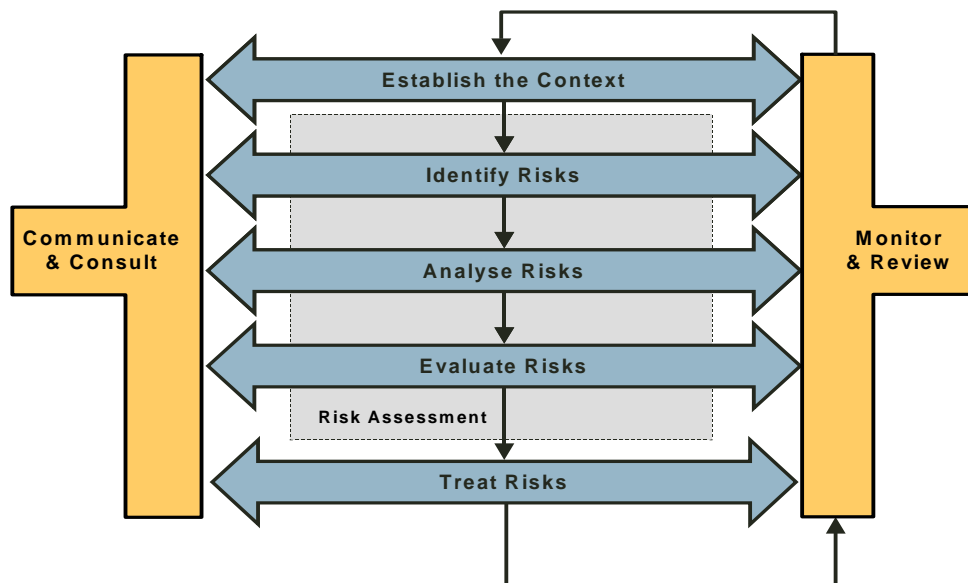 Establish the Context
Identify Risks
Communicate
& Consult
Analyse Risks
Monitor
& Review
Evaluate Risks
Risk Assessment
Treat Risks